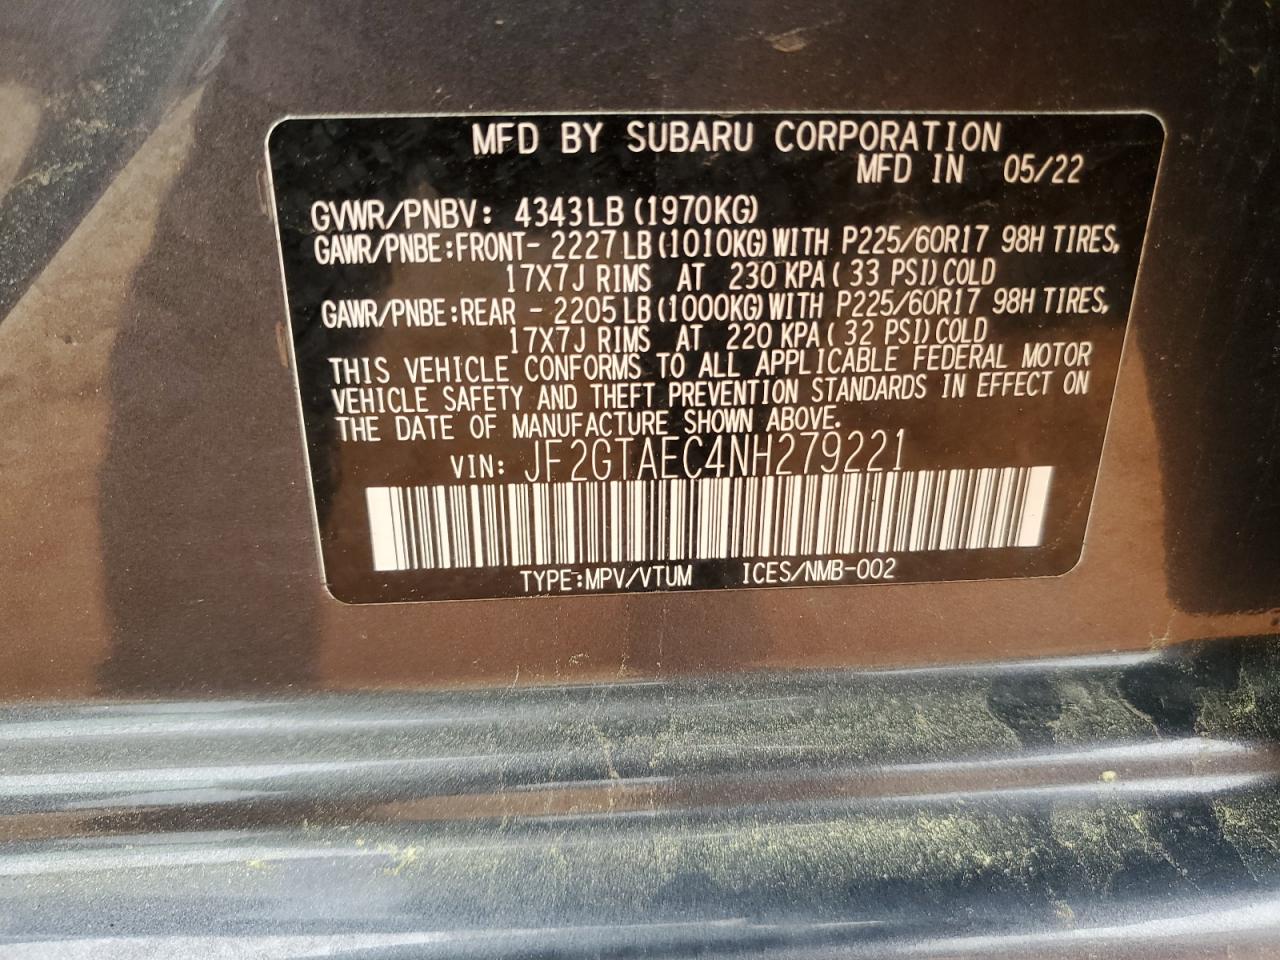 MFD BY SUBARU CORPORATION
MFD IN 05/22
GVWR/PNBV: 4343LB (1970KG)
GAWR/PNBE:FRONT- 2227LB (1010KG) WITH P225/60R17 98H TIRES,
17X7J RIMS AT 230 KPA (33 PSI) COLD
GAWR/PNBE:REAR - 2205LB (1000KG) WITH P225/60R17 98H TIRES,
17X7J RIMS AT 220 KPA (32 PSI) COLD
THIS VEHICLE CONFORMS TO ALL APPLICABLE FEDERAL MOTOR
VEHICLE SAFETY AND THEFT PREVENTION STANDARDS IN EFFECT ON
THE DATE OF MANUFACTURE SHOWN ABOVE.
VIN: JF2GTAEC4NH279221
TYPE:MPV/VTUM ICES/NMB-002